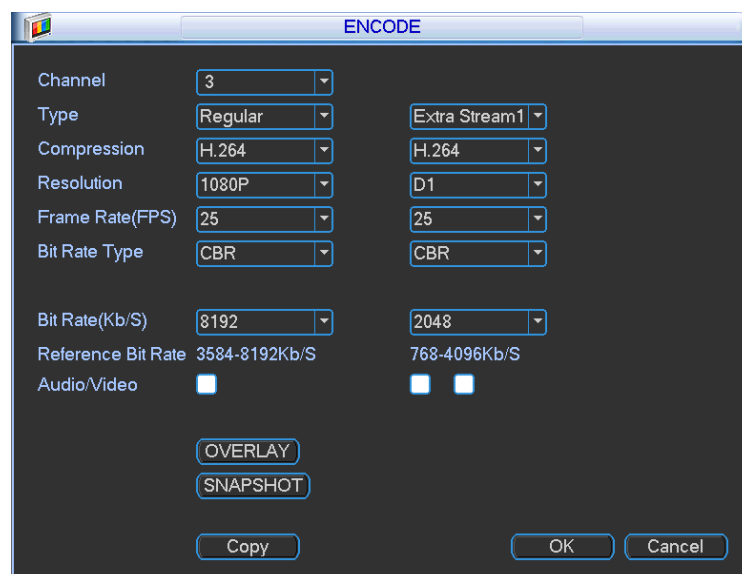 ENCODE
Channel 3
Type Regular Extra Stream1
Compression H.264 H.264
Resolution 1080P D1
Frame Rate(FPS) 25 25
Bit Rate Type CBR CBR
Bit Rate(Kb/S) 8192 2048
Reference Bit Rate 3584-8192Kb/S 768-4096Kb/S
Audio/Video
OVERLAY
SNAPSHOT
Copy OK Cancel